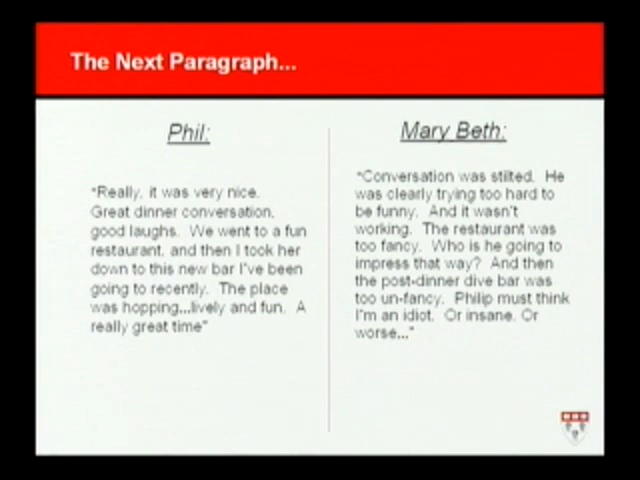 The Next Paragraph...
Phil:
"Really, it was very nice.
Great dinner conversation,
good laughs. We went to a fun
restaurant, and then I took her
down to this new bar I've been
going to recently. The place
was hopping...lively and fun. A
really great time"
Mary Beth:
"Conversation was stilted. He
was clearly trying too hard to
be funny. And it wasn't
working. The restaurant was
too fancy. Who is he going to
impress that way? And then
the post-dinner dive bar was
too un-fancy. Philip must think
I'm an idiot. Or insane. Or
worse..."